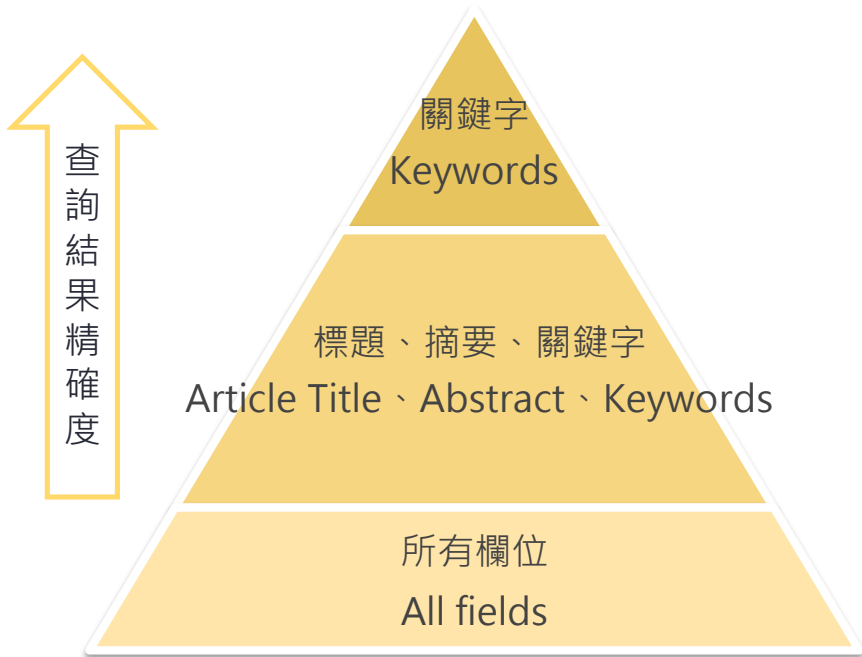 查詢結果精確度
關鍵字
Keywords
標題、摘要、關鍵字
Article Title、Abstract、Keywords
所有欄位
All fields